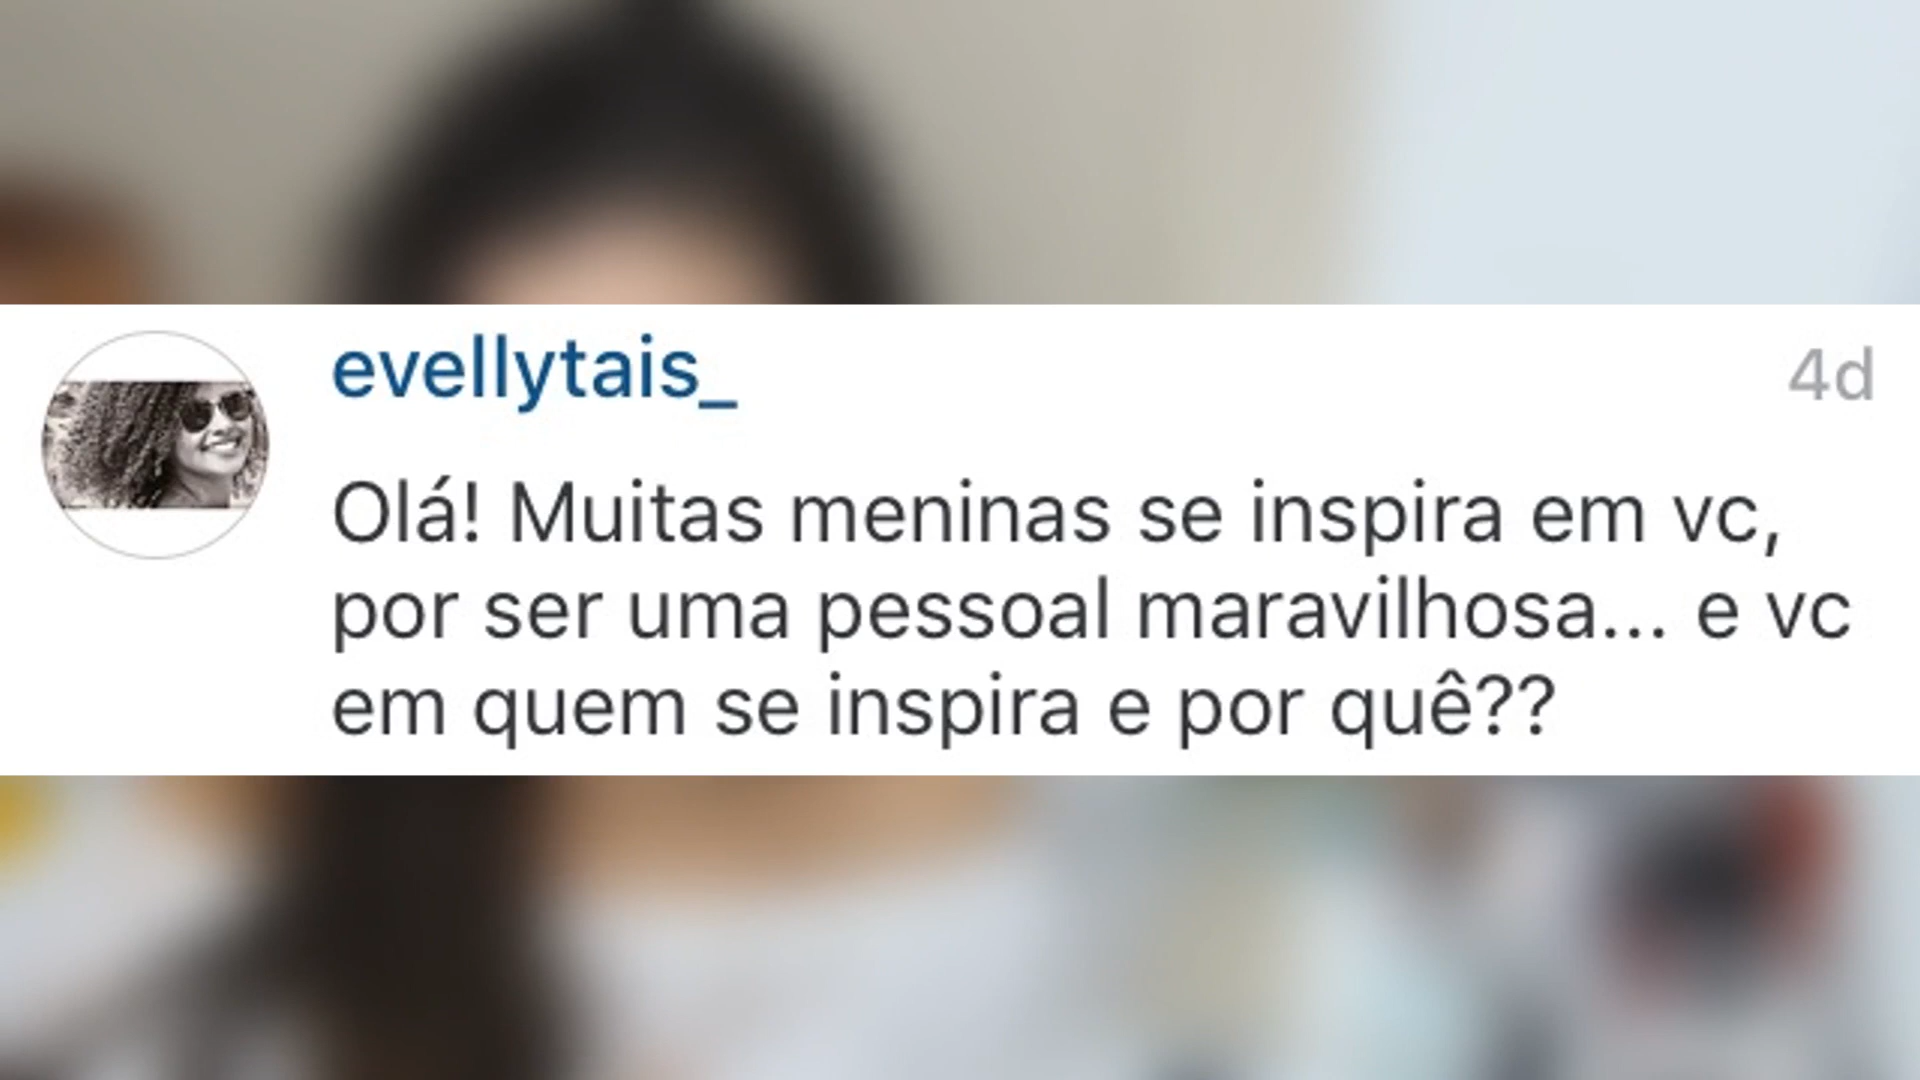 evellytais_
4d
Olá! Muitas meninas se inspira em vc,
por ser uma pessoal maravilhosa... e vc
em quem se inspira e por quê??